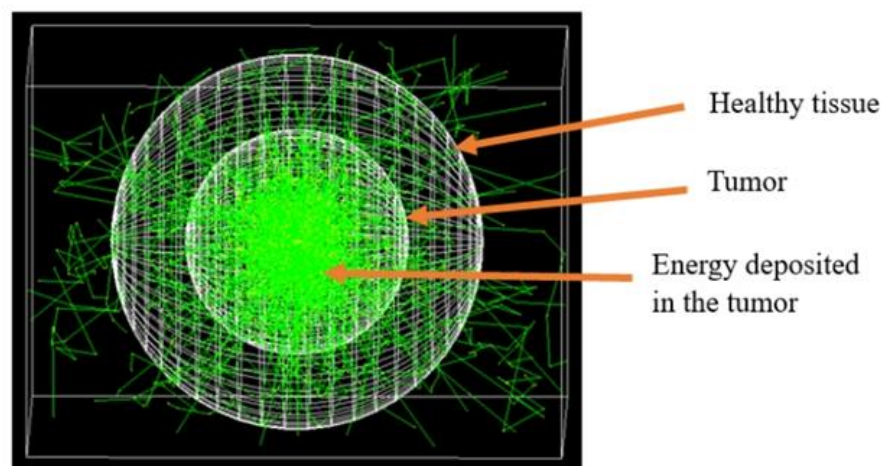 Healthy tissue
Tumor
Energy deposited
in the tumor